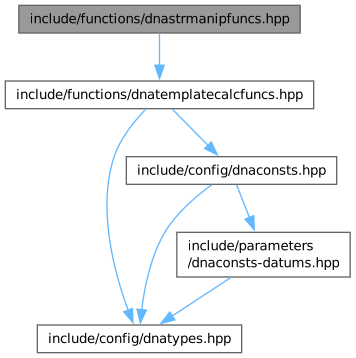 include/functions/dnastrmanipfuncs.hpp
include/functions/dnatemplatecalcfuncs.hpp
include/config/dnaconsts.hpp
include/parameters
/dnaconsts-datums.hpp
include/config/dnatypes.hpp